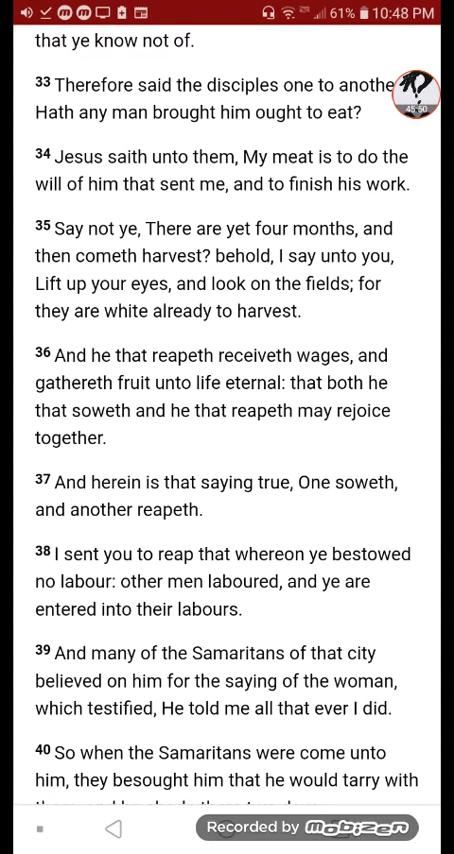 61% 10:48 PM
that ye know not of.
33 Therefore said the disciples one to
45:50
Hath any man brought him ought to eat?
34 Jesus saith unto them, My meat is to do the
will of him that sent me, and to finish his work.
35 Say not ye, There are yet four months, and
then cometh harvest? behold, I say unto you,
Lift up your eyes, and look on the fields; for
they are white already to harvest.
36 And he that reapeth receiveth wages, and
gathereth fruit unto life eternal: that both he
that soweth and he that reapeth may rejoice
together.
37 And herein is that saying true, One soweth,
and another reapeth.
38 I sent you to reap that whereon ye bestowed
no labour: other men laboured, and ye are
entered into their labours.
39 And many of the Samaritans of that city
believed on him for the saying of the woman,
which testified, He told me all that ever I did.
40 So when the Samaritans were come unto
him, they besought him that he would tarry with
Recorded by mobizen